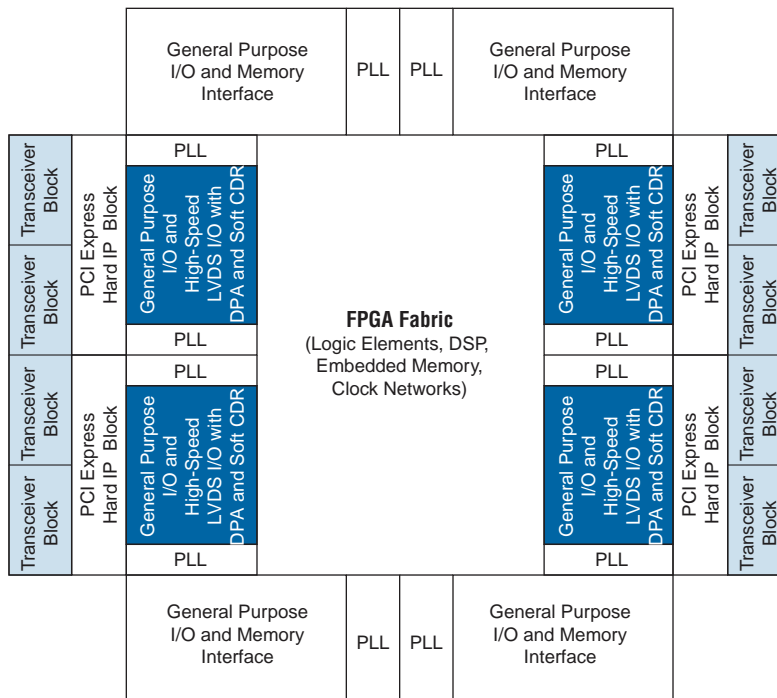 General Purpose
I/O and Memory
Interface
PLL
PLL
General Purpose
I/O and Memory
Interface
Transceiver
Block
Transceiver
Block
Transceiver
Block
Transceiver
Block
PCI Express
Hard IP Block
PCI Express
Hard IP Block
PLL
General Purpose
I/O and
High-Speed
LVDS I/O with
DPA and Soft CDR
PLL
PLL
General Purpose
I/O and
High-Speed
LVDS I/O with
DPA and Soft CDR
PLL
FPGA Fabric
(Logic Elements, DSP,
Embedded Memory,
Clock Networks)
PLL
General Purpose
I/O and
High-Speed
LVDS I/O with
DPA and Soft CDR
PLL
PLL
General Purpose
I/O and
High-Speed
LVDS I/O with
DPA and Soft CDR
PLL
PCI Express
Hard IP Block
PCI Express
Hard IP Block
Transceiver
Block
Transceiver
Block
Transceiver
Block
Transceiver
Block
General Purpose
I/O and Memory
Interface
PLL
PLL
General Purpose
I/O and Memory
Interface